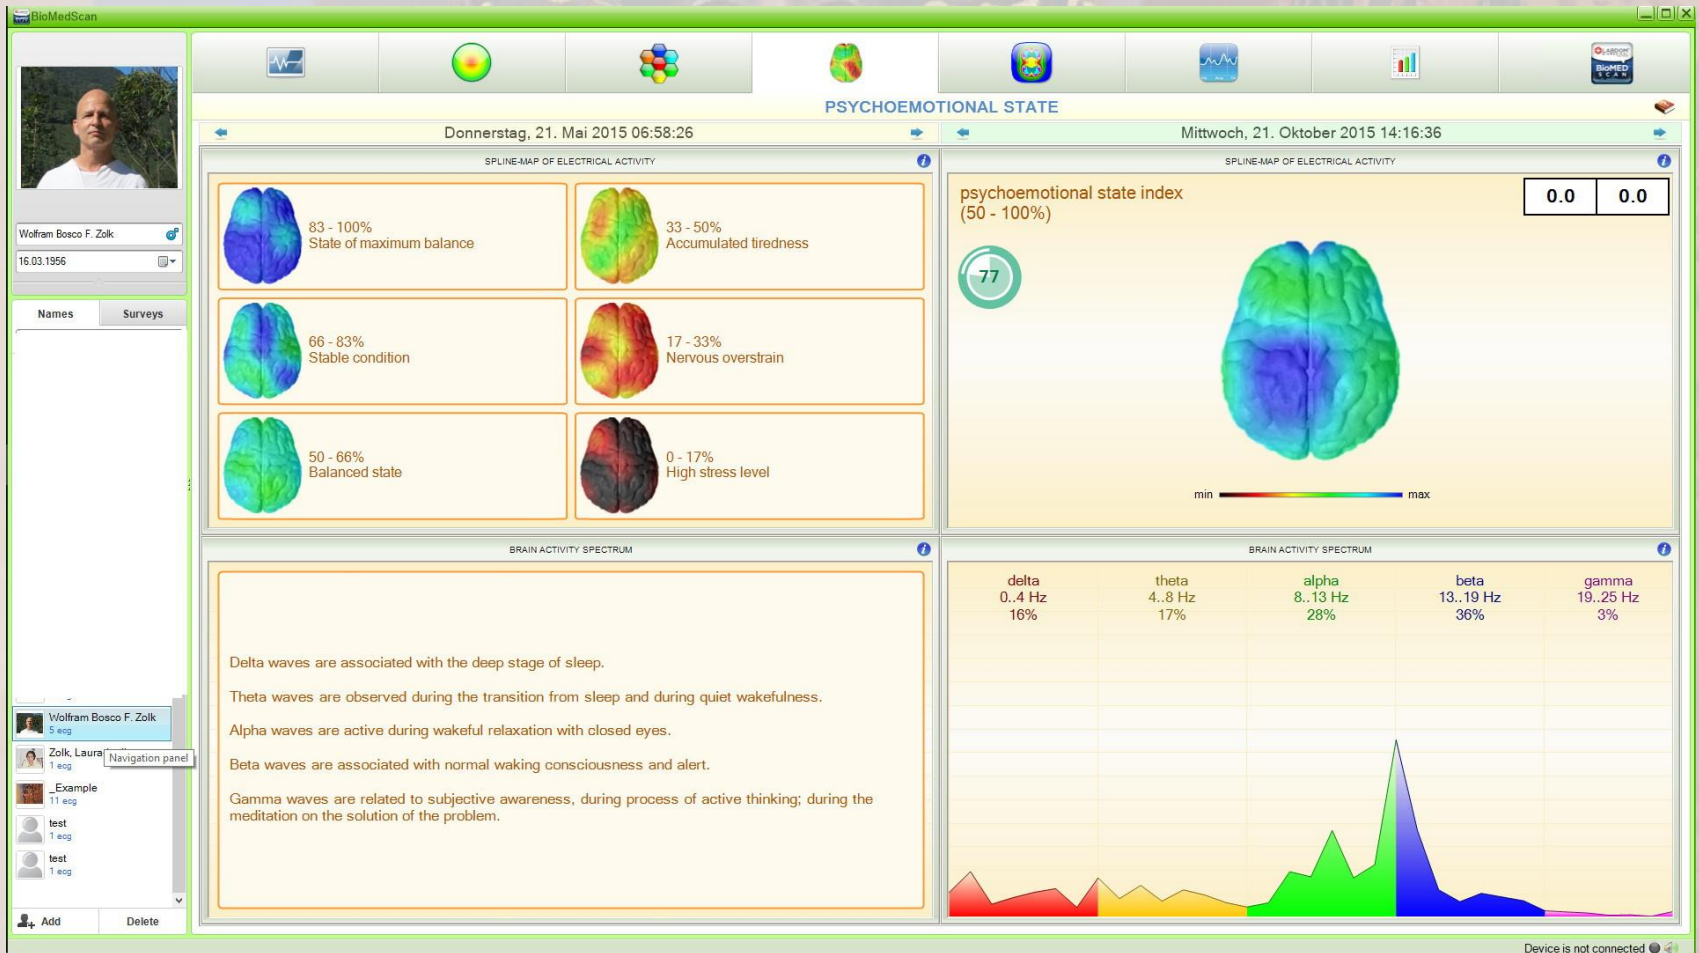 BioMedScan
LABDOM
BioMED
SCAN
PSYCHOEMOTIONAL STATE
Wolfram Bosco F. Zolk
16.03.1956
Names Surveys
Wolfram Bosco F. Zolk
5 ecg
Zolk, Laura
1 ecg
Navigation panel
_Example
11 ecg
test
1 ecg
test
1 ecg
Add Delete
Donnerstag, 21. Mai 2015 06:58:26
SPLINE-MAP OF ELECTRICAL ACTIVITY
83 - 100%
State of maximum balance
33 - 50%
Accumulated tiredness
66 - 83%
Stable condition
17 - 33%
Nervous overstrain
50 - 66%
Balanced state
0 - 17%
High stress level
BRAIN ACTIVITY SPECTRUM
Delta waves are associated with the deep stage of sleep.
Theta waves are observed during the transition from sleep and during quiet wakefulness.
Alpha waves are active during wakeful relaxation with closed eyes.
Beta waves are associated with normal waking consciousness and alert.
Gamma waves are related to subjective awareness, during process of active thinking; during the
meditation on the solution of the problem.
Mittwoch, 21. Oktober 2015 14:16:36
SPLINE-MAP OF ELECTRICAL ACTIVITY
psychoemotional state index
(50 - 100%)
0.0 0.0
77
min max
BRAIN ACTIVITY SPECTRUM
delta theta alpha beta gamma
0..4 Hz 4..8 Hz 8..13 Hz 13..19 Hz 19..25 Hz
16% 17% 28% 36% 3%
Device is not connected